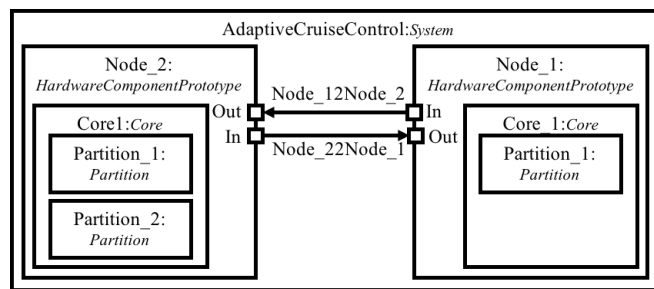 AdaptiveCruiseControl:System
Node_2:
HardwareComponentPrototype
Core1:Core
Partition_1:
Partition
Partition_2:
Partition
Out
In
Node_12Node_2
Node_22Node_1
Node_1:
HardwareComponentPrototype
In
Out
Core_1:Core
Partition_1:
Partition